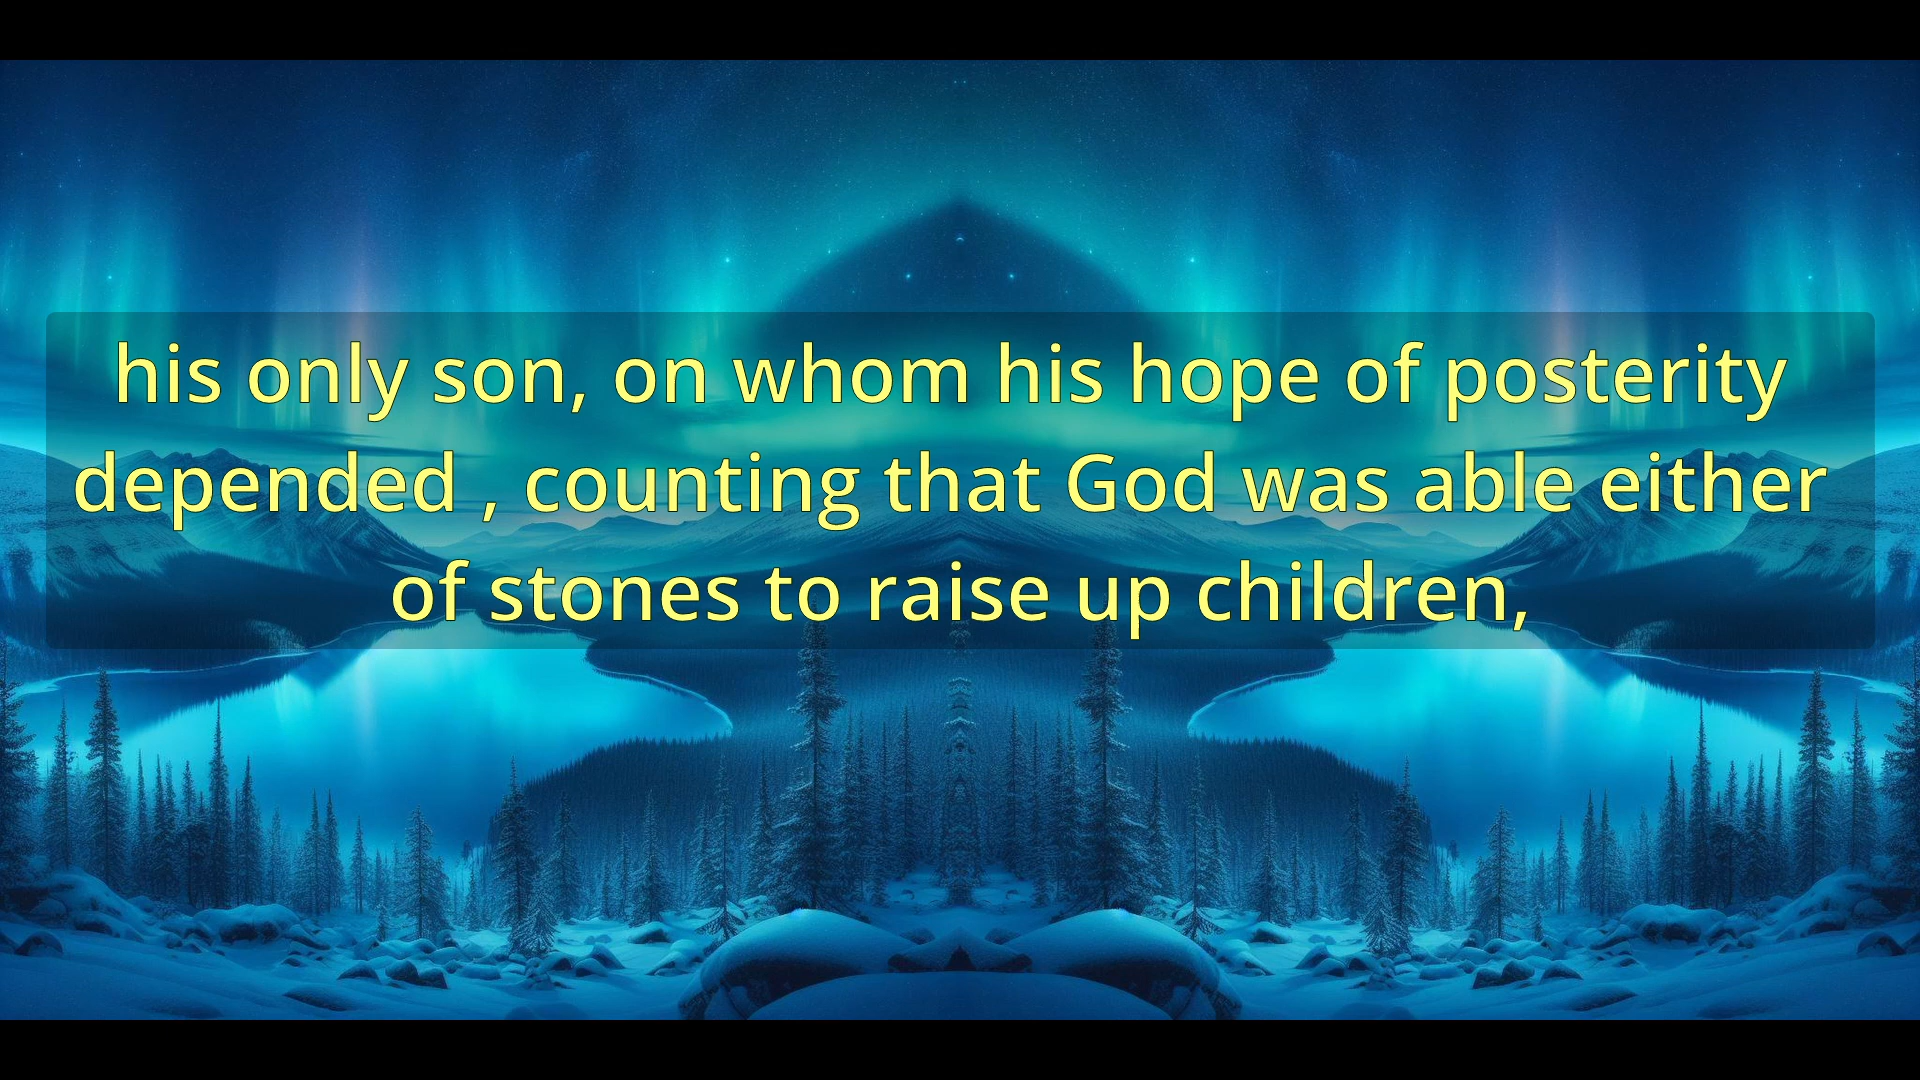 his only son, on whom his hope of posterity
depended , counting that God was able either
of stones to raise up children,